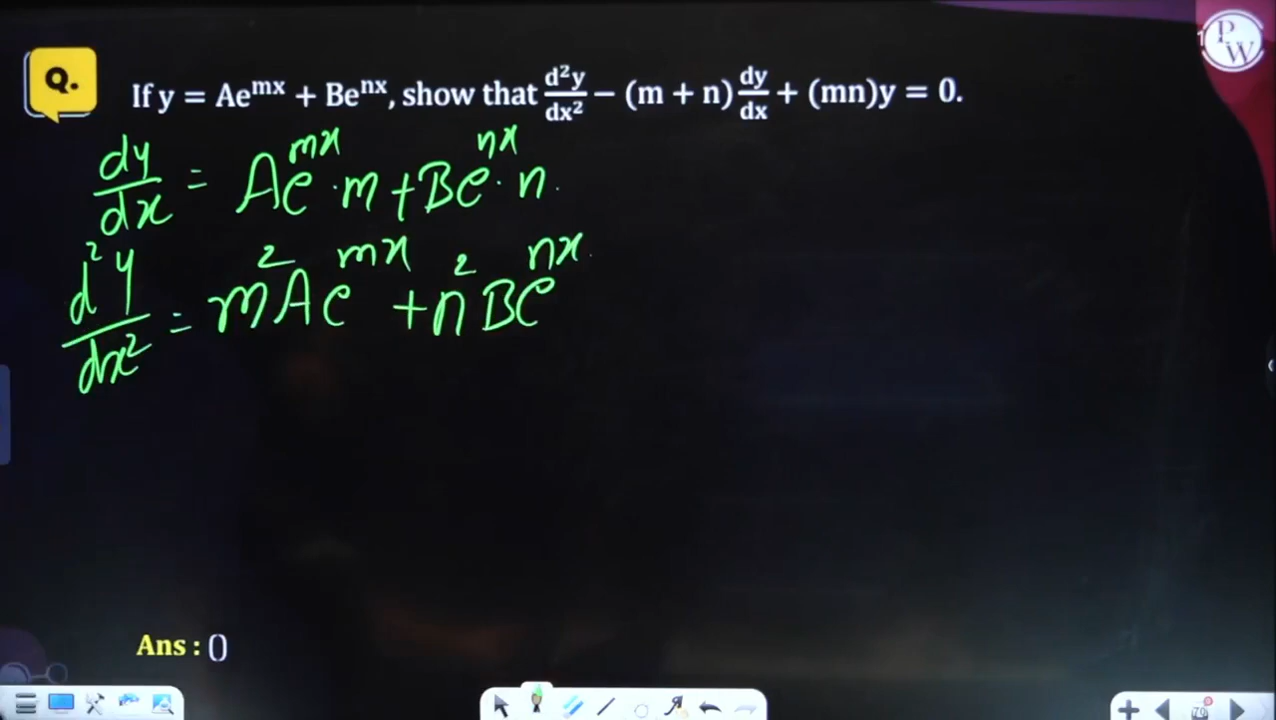 Q.
If y = Ae^mx + Be^nx, show that d²y/dx² − (m + n) dy/dx + (mn)y = 0.
dy/dx = Ae^mx · m + Be^nx · n.
d²y/dx² = m²Ae^mx + n²Be^nx.
Ans : ()
P
W